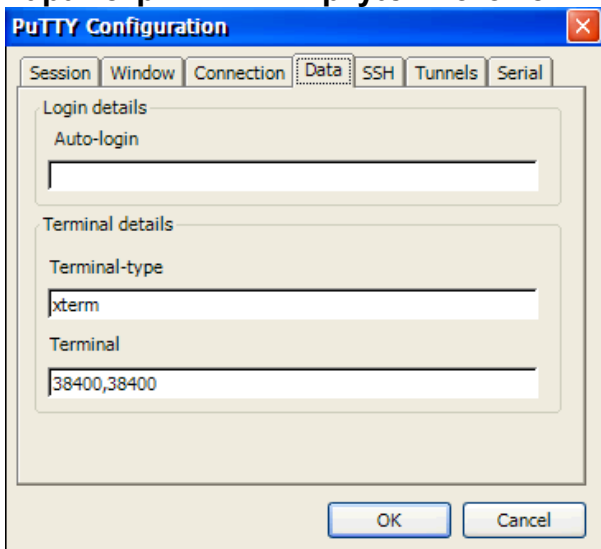 PuTTY Configuration
Session Window Connection Data SSH Tunnels Serial
Login details
Auto-login
Terminal details
Terminal-type
xterm
Terminal
38400,38400
OK Cancel